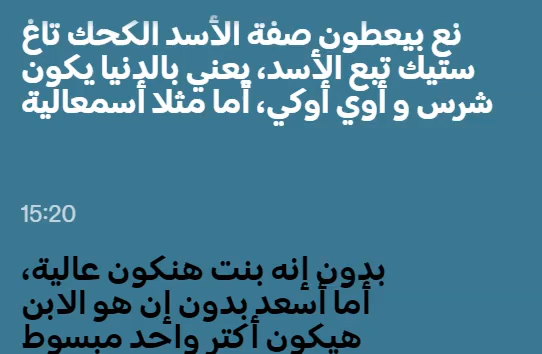 نع بيعطون صفة الأسد الكحك تاغ
ستيك تبع الأسد، يعني بالدنيا يكون
شرس و أوي أوكي، أما مثلا أسمعالية
15:20
بدون إنه بنت هنكون عالية،
أما أسعد بدون إن هو الابن
هيكون أكتر واحد مبسوط